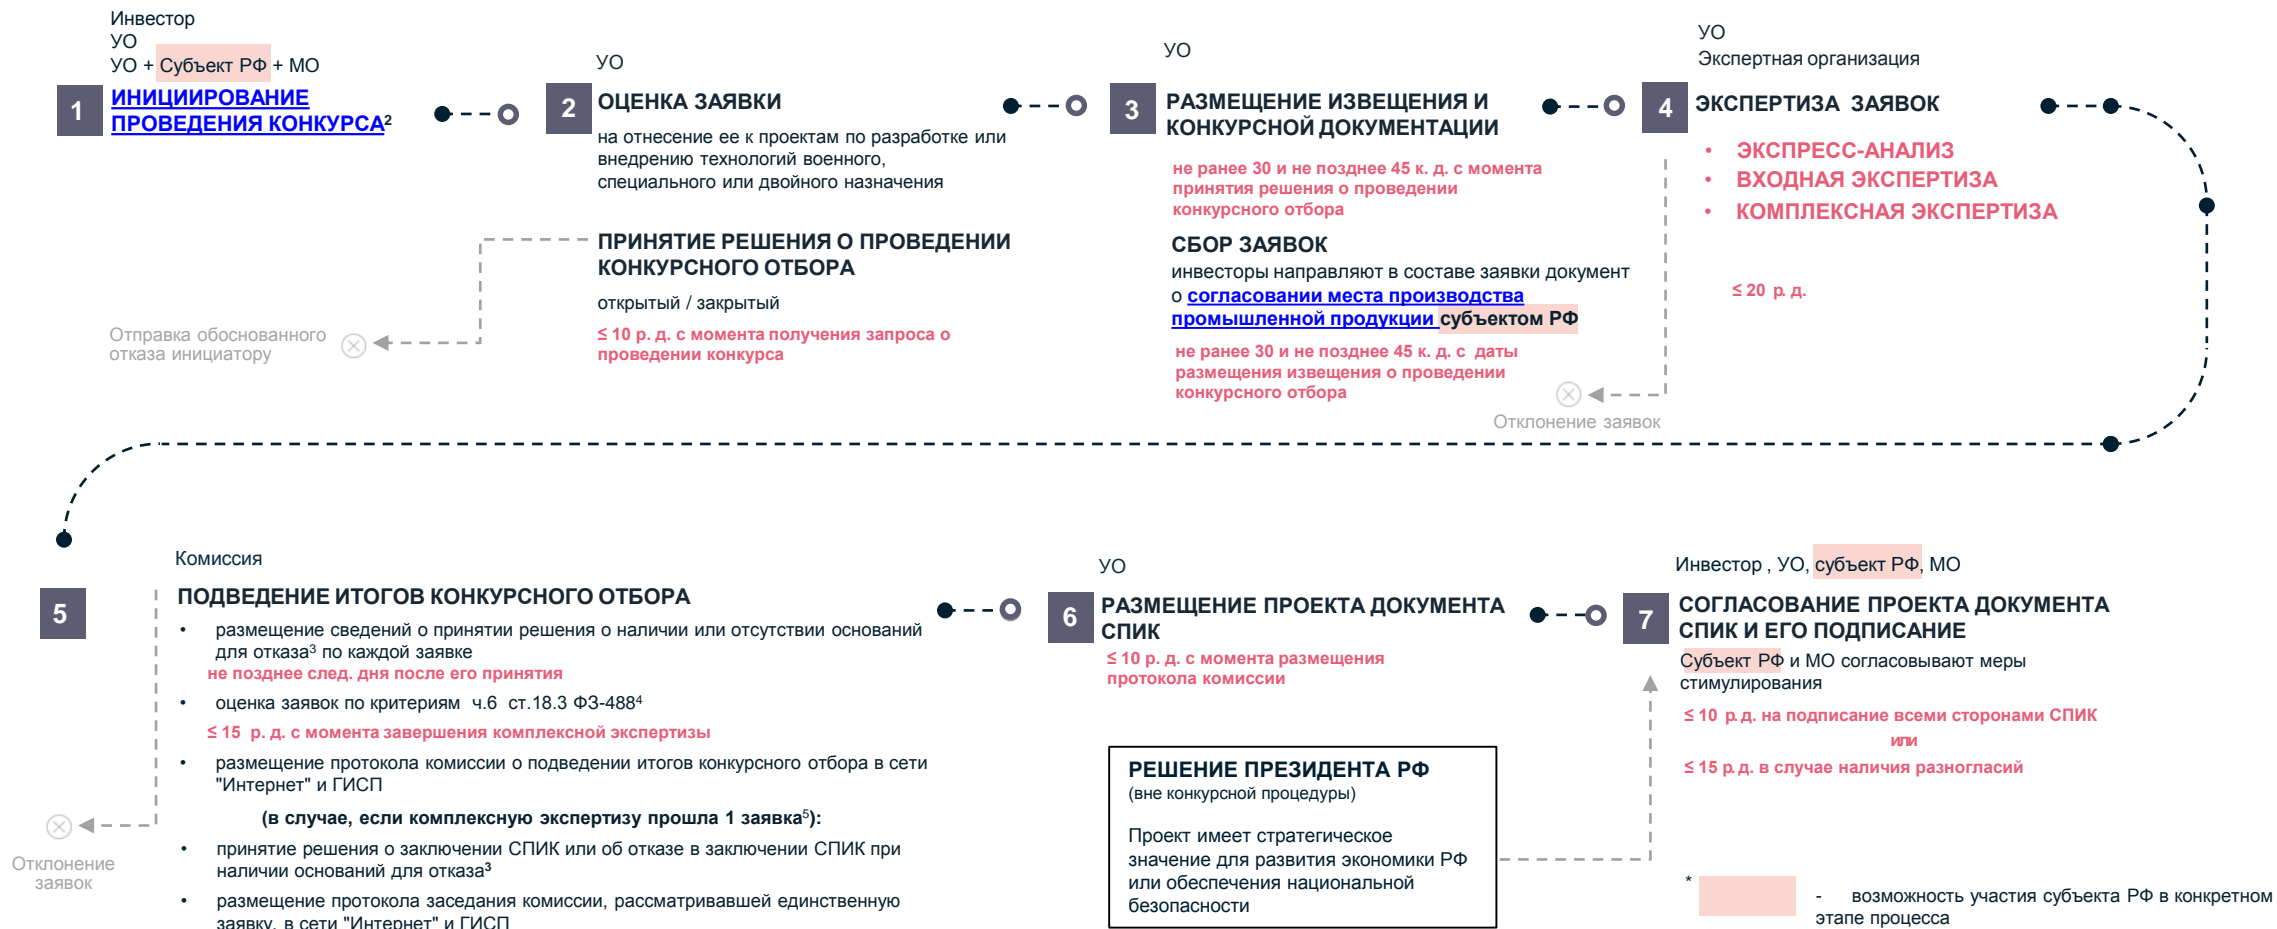 Инвестор
УО
УО + Субъект РФ + МО
1
ИНИЦИИРОВАНИЕ
ПРОВЕДЕНИЯ КОНКУРСА²
Отправка обоснованного
отказа инициатору
УО
2
ОЦЕНКА ЗАЯВКИ
на отнесение ее к проектам по разработке или
внедрению технологий военного,
специального или двойного назначения
ПРИНЯТИЕ РЕШЕНИЯ О ПРОВЕДЕНИИ
КОНКУРСНОГО ОТБОРА
открытый / закрытый
≤ 10 р. д. с момента получения запроса о
проведении конкурса
УО
3
РАЗМЕЩЕНИЕ ИЗВЕЩЕНИЯ И
КОНКУРСНОЙ ДОКУМЕНТАЦИИ
не ранее 30 и не позднее 45 к. д. с момента
принятия решения о проведении
конкурсного отбора
СБОР ЗАЯВОК
инвесторы направляют в составе заявки документ
о согласовании места производства
промышленной продукции субъектом РФ
не ранее 30 и не позднее 45 к. д. с даты
размещения извещения о проведении
конкурсного отбора
УО
Экспертная организация
4
ЭКСПЕРТИЗА ЗАЯВОК
• ЭКСПРЕСС-АНАЛИЗ
• ВХОДНАЯ ЭКСПЕРТИЗА
• КОМПЛЕКСНАЯ ЭКСПЕРТИЗА
≤ 20 р. д.
Отклонение заявок
Комиссия
5
ПОДВЕДЕНИЕ ИТОГОВ КОНКУРСНОГО ОТБОРА
• размещение сведений о принятии решения о наличии или отсутствии оснований
для отказа³ по каждой заявке
не позднее след. дня после его принятия
• оценка заявок по критериям ч.6 ст.18.3 ФЗ-488⁴
≤ 15 р. д. с момента завершения комплексной экспертизы
• размещение протокола комиссии о подведении итогов конкурсного отбора в сети
"Интернет" и ГИСП
(в случае, если комплексную экспертизу прошла 1 заявка⁵):
• принятие решения о заключении СПИК или об отказе в заключении СПИК при
наличии оснований для отказа³
• размещение протокола заседания комиссии, рассматривавшей единственную
заявку, в сети "Интернет" и ГИСП
Отклонение
заявок
УО
6
РАЗМЕЩЕНИЕ ПРОЕКТА ДОКУМЕНТА
СПИК
≤ 10 р. д. с момента размещения
протокола комиссии
РЕШЕНИЕ ПРЕЗИДЕНТА РФ
(вне конкурсной процедуры)
Проект имеет стратегическое
значение для развития экономики РФ
или обеспечения национальной
безопасности
Инвестор , УО, субъект РФ, МО
7
СОГЛАСОВАНИЕ ПРОЕКТА ДОКУМЕНТА
СПИК И ЕГО ПОДПИСАНИЕ
Субъект РФ и МО согласовывают меры
стимулирования
≤ 10 р. д. на подписание всеми сторонами СПИК
или
≤ 15 р. д. в случае наличия разногласий
* - возможность участия субъекта РФ в конкретном
этапе процесса